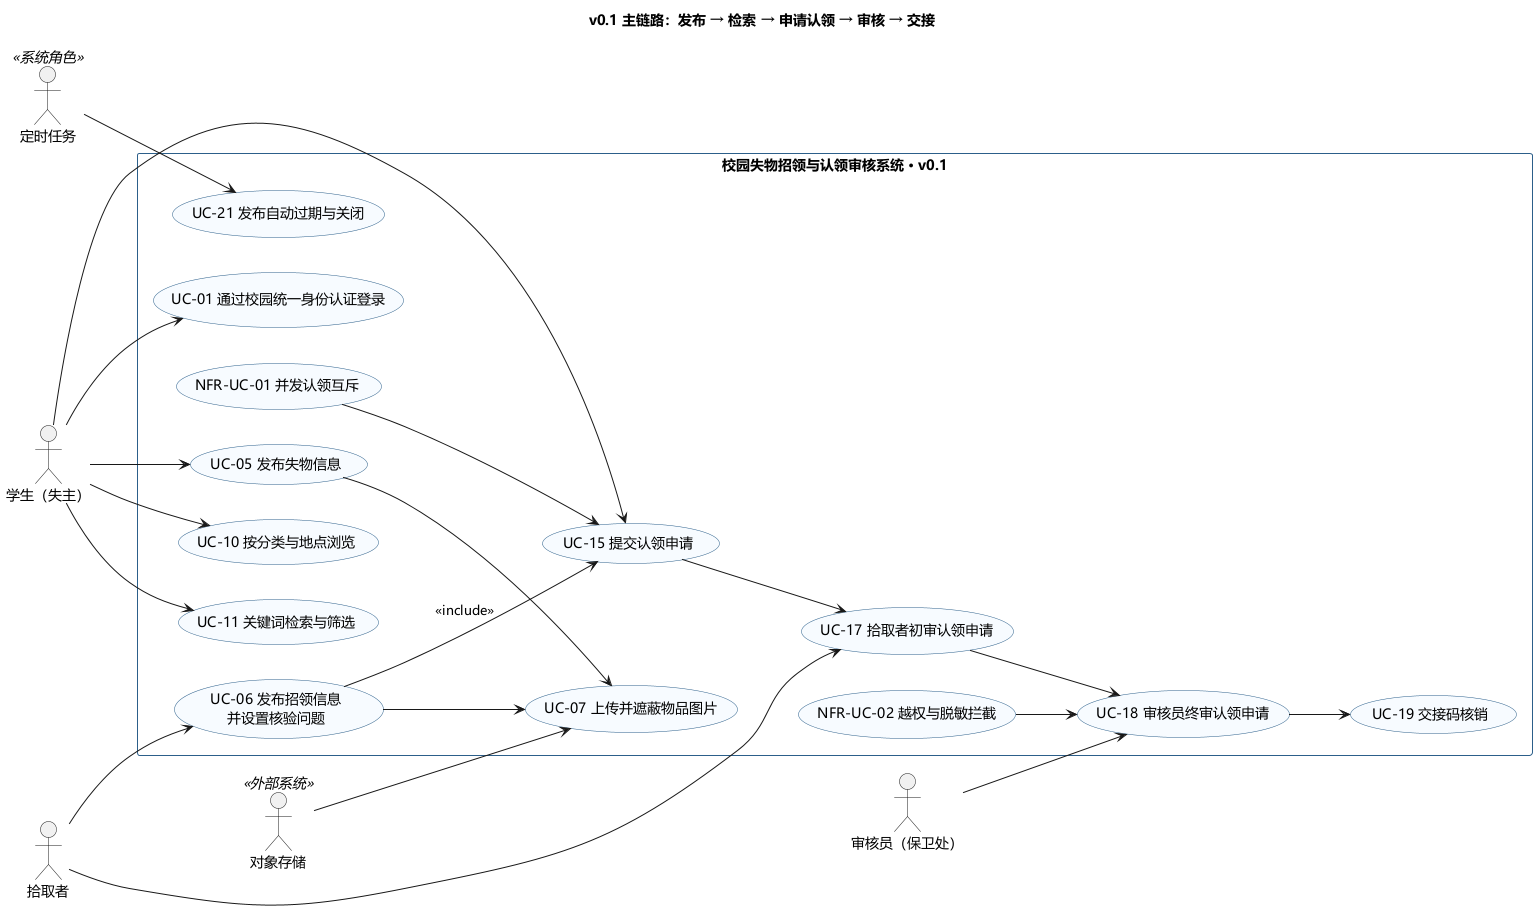 v0.1 主链路：发布 → 检索 → 申请认领 → 审核 → 交接
«系统角色»
定时任务
校园失物招领与认领审核系统 • v0.1
UC-21 发布自动过期与关闭
UC-01 通过校园统一身份认证登录
NFR-UC-01 并发认领互斥
学生（失主）
UC-05 发布失物信息
UC-10 按分类与地点浏览
UC-15 提交认领申请
UC-11 关键词检索与筛选
«include»
UC-17 拾取者初审认领申请
UC-06 发布招领信息
并设置核验问题
UC-07 上传并遮蔽物品图片
NFR-UC-02 越权与脱敏拦截
UC-18 审核员终审认领申请
UC-19 交接码核销
«外部系统»
对象存储
审核员（保卫处）
拾取者